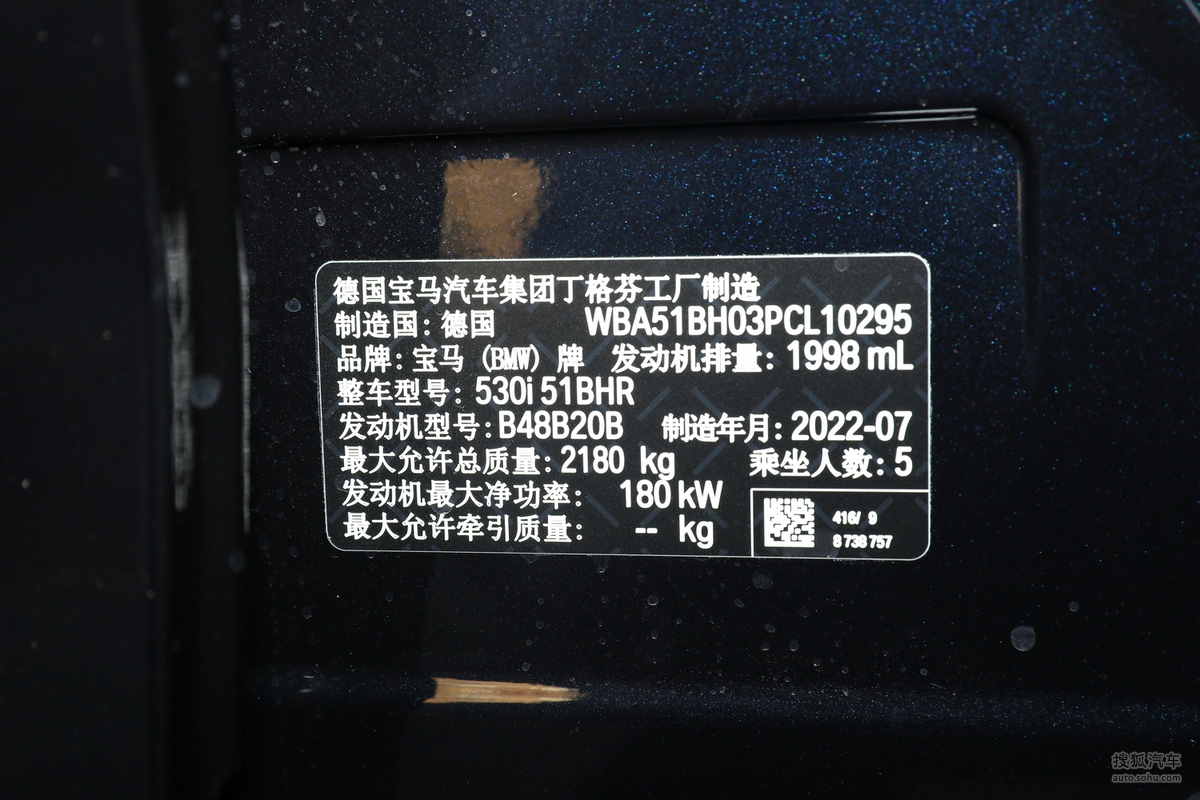 德国宝马汽车集团丁格芬工厂制造
制造国：德国 WBA51BH03PCL10295
品牌：宝马（BMW）牌 发动机排量：1998 mL
整车型号：530i 51BHR
发动机型号：B48B20B 制造年月：2022-07
最大允许总质量：2180 kg 乘坐人数：5
发动机最大净功率： 180 kW
最大允许牵引质量： -- kg
416/ 9
8 738 757
搜狐汽车
auto.sohu.com